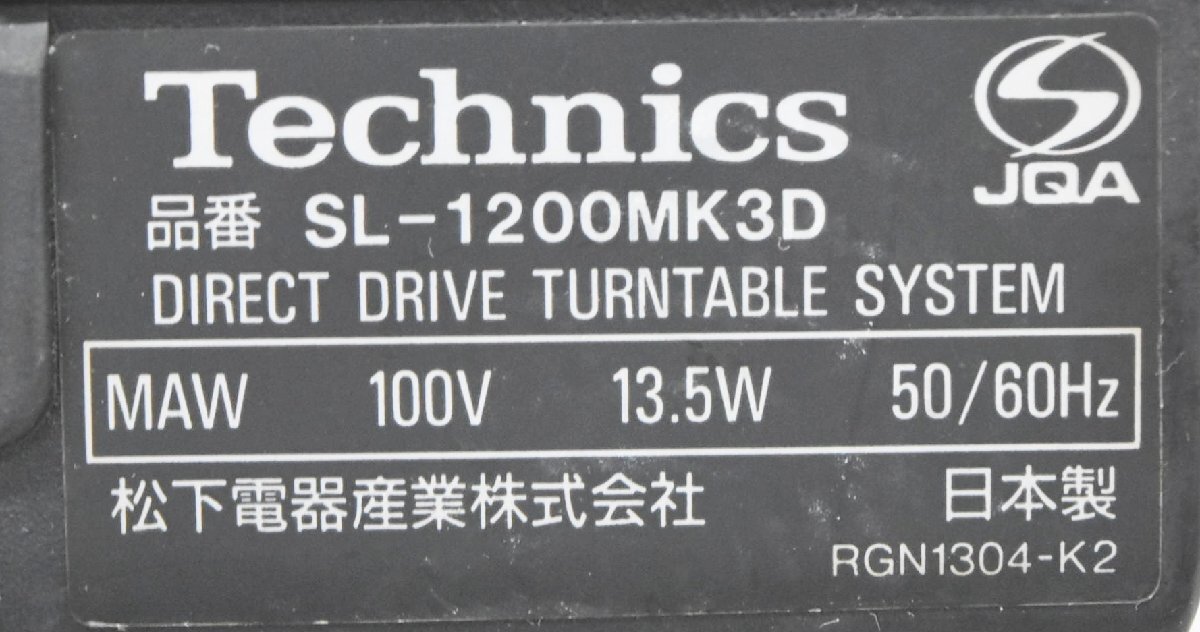 Technics
JQA
品番 SL-1200MK3D
DIRECT DRIVE TURNTABLE SYSTEM
MAW 100V 13.5W 50/60Hz
松下電器産業株式会社 日本製
RGN1304-K2